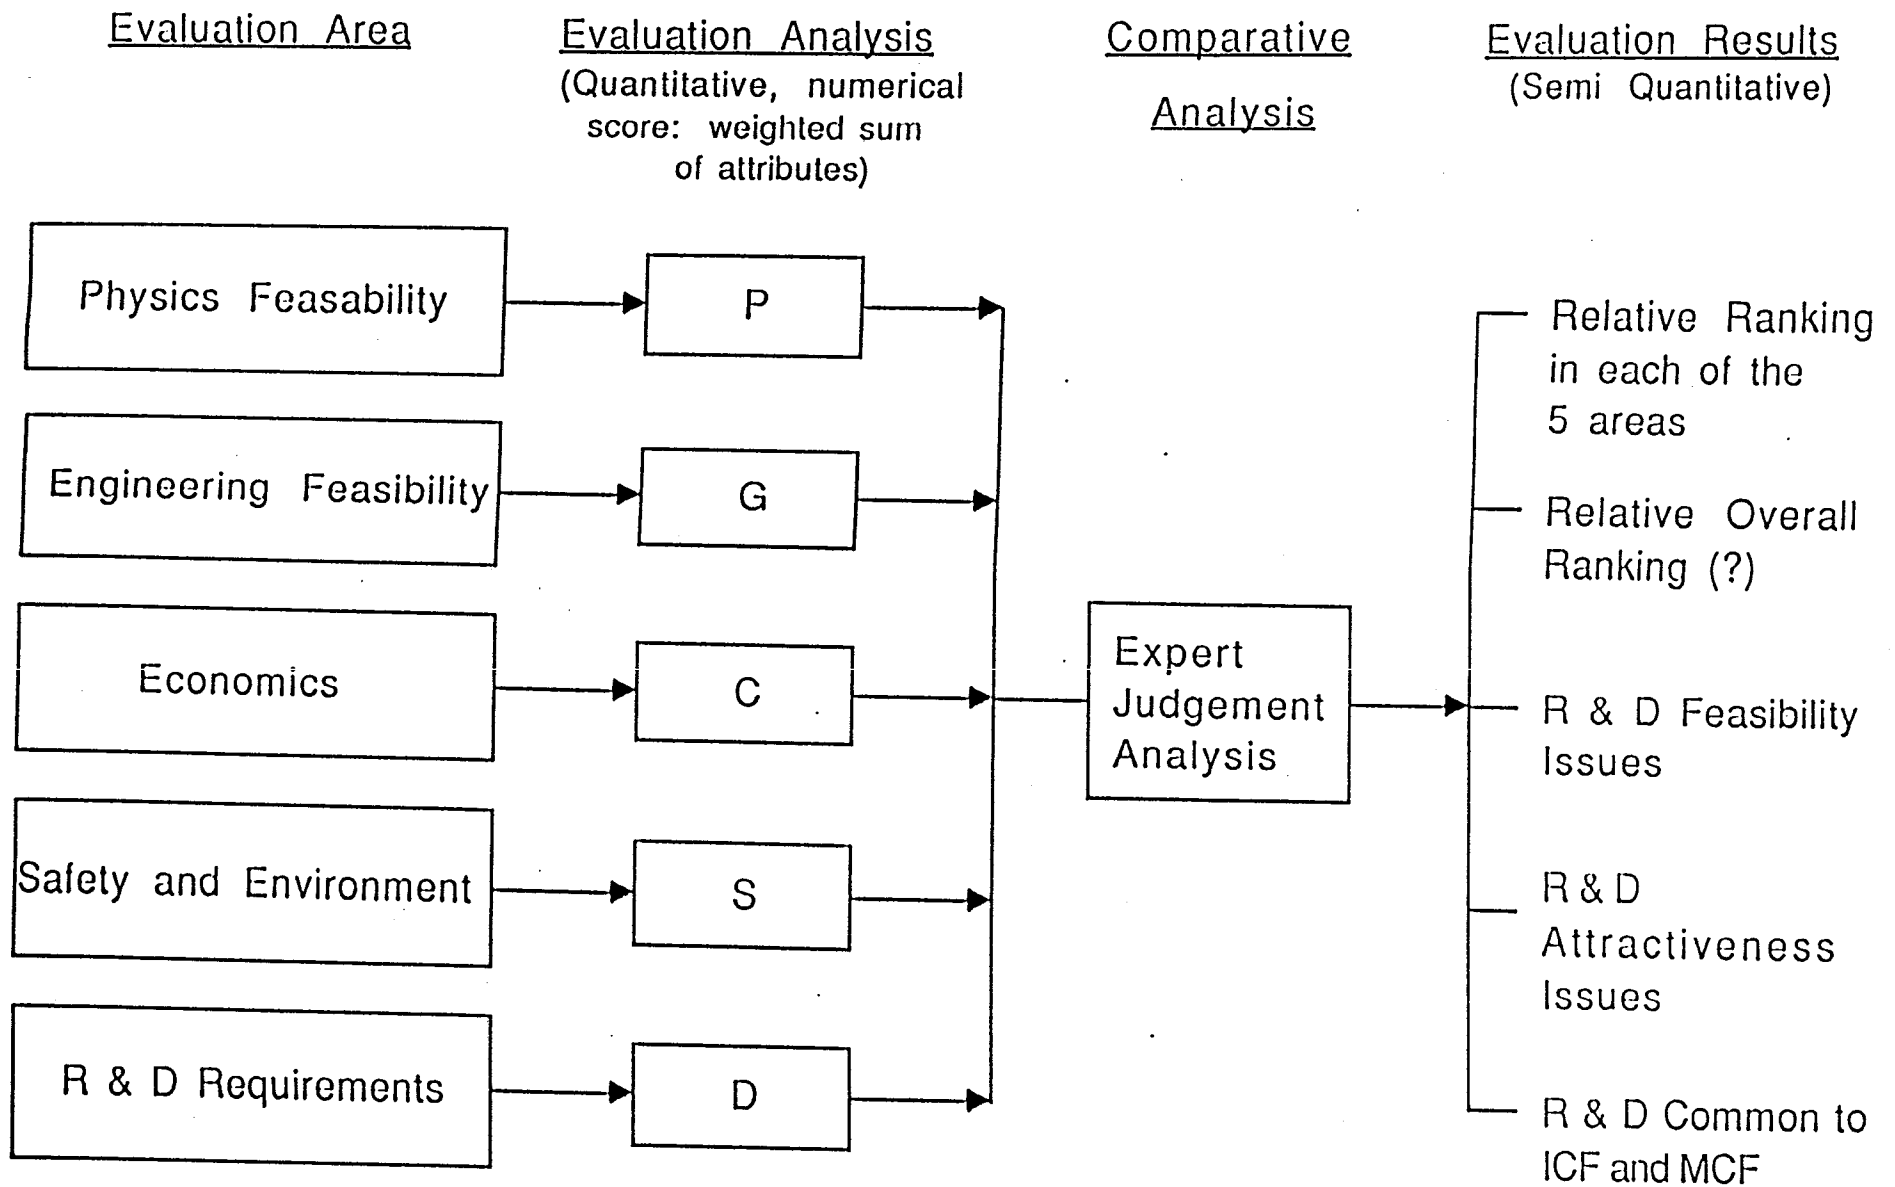 Evaluation Area
Evaluation Analysis
(Quantitative, numerical
score: weighted sum
of attributes)
Comparative
Analysis
Evaluation Results
(Semi Quantitative)
Physics Feasability
P
Engineering Feasibility
G
Economics
C
Safety and Environment
S
R & D Requirements
D
Expert
Judgement
Analysis
Relative Ranking
in each of the
5 areas
Relative Overall
Ranking (?)
R & D Feasibility
Issues
R & D
Attractiveness
Issues
R & D Common to
ICF and MCF